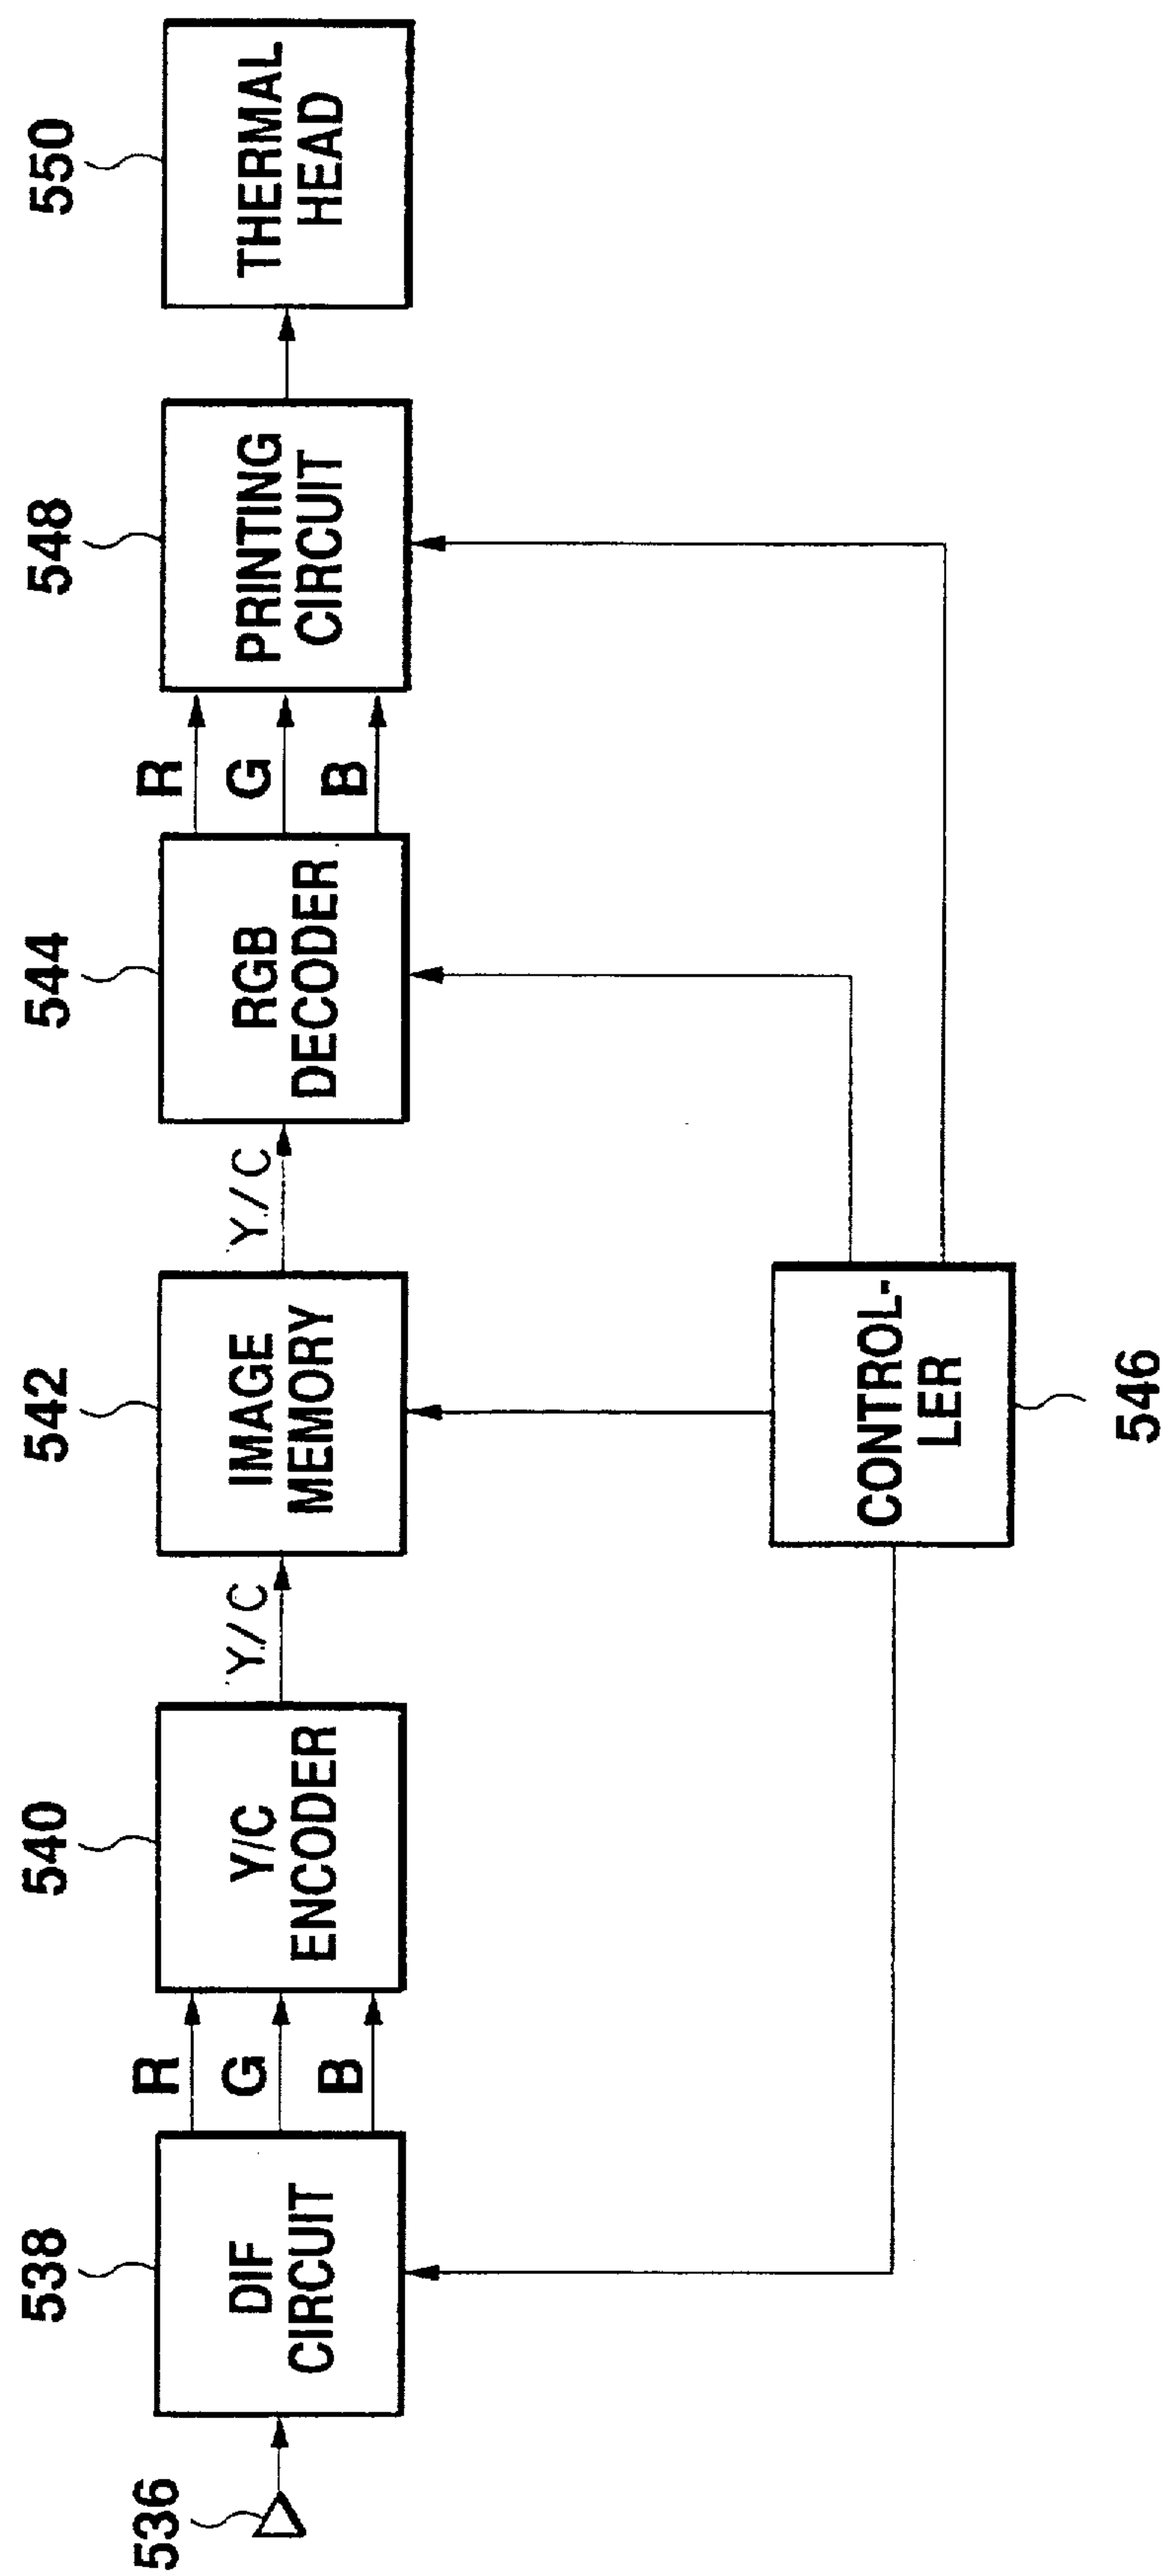 536
538
DIF
CIRCUIT
R
G
B
540
Y/C
ENCODER
Y/C
542
IMAGE
MEMORY
Y/C
544
RGB
DECODER
R
G
B
548
PRINTING
CIRCUIT
550
THERMAL
HEAD
CONTROL-
LER
546